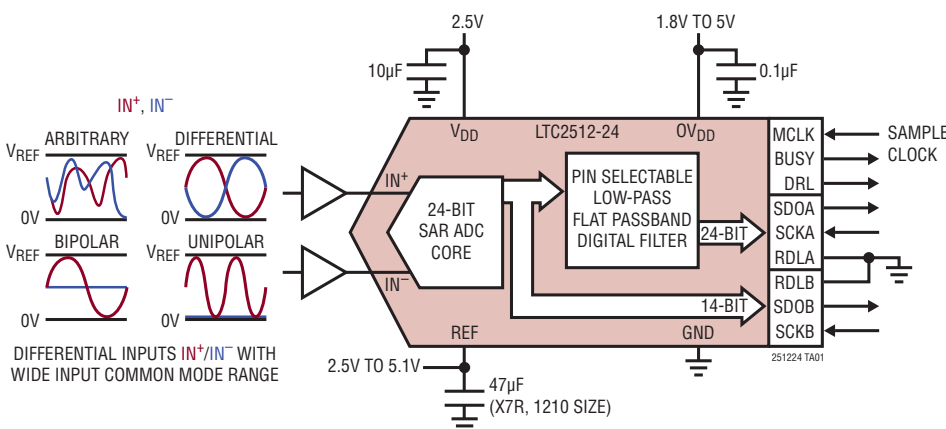 2.5V
1.8V TO 5V
10µF
0.1µF
IN+, IN−
ARBITRARY
VREF
0V
DIFFERENTIAL
VREF
0V
BIPOLAR
VREF
0V
UNIPOLAR
VREF
0V
DIFFERENTIAL INPUTS IN+/IN− WITH
WIDE INPUT COMMON MODE RANGE
VDD
LTC2512-24
OVDD
IN+
IN−
24-BIT
SAR ADC
CORE
PIN SELECTABLE
LOW-PASS
FLAT PASSBAND
DIGITAL FILTER
24-BIT
14-BIT
REF
GND
MCLK
BUSY
DRL
SDOA
SCKA
RDLA
RDLB
SDOB
SCKB
SAMPLE
CLOCK
251224 TA01
2.5V TO 5.1V
47µF
(X7R, 1210 SIZE)